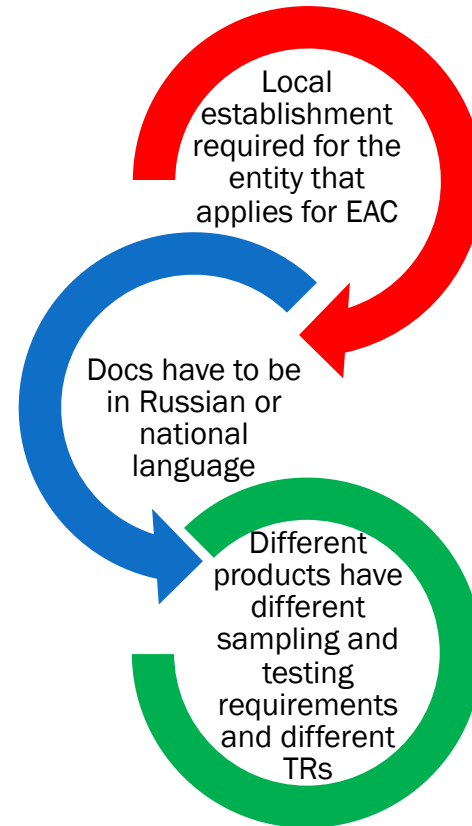 Local
establishment
required for the
entity that
applies for EAC
Docs have to be
in Russian or
national
language
Different
products have
different
sampling and
testing
requirements
and different
TRs